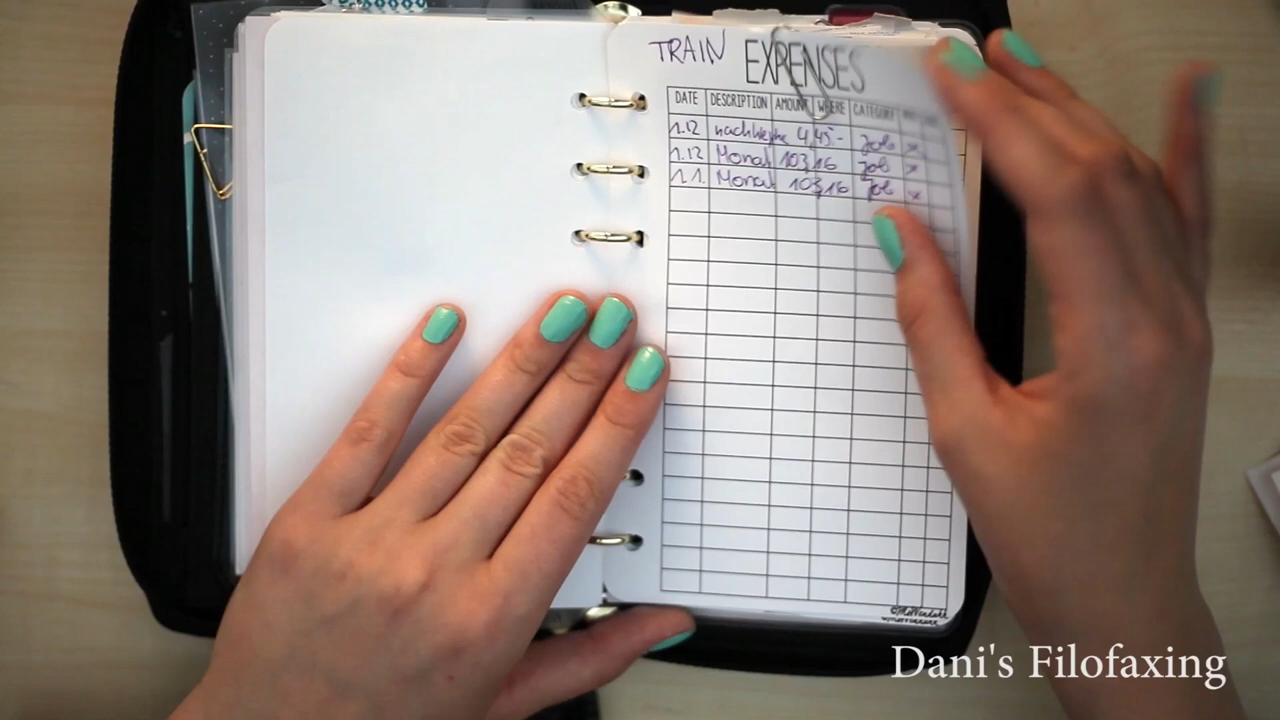 TRAIN EXPENSES
DATE DESCRIPTION AMOUNT WHERE CATEGORY
1.12 4,45.- Job x
1.12 Monat 103,16 Job x
1.1. Monat 103,16 Job x
Dani's Filofaxing